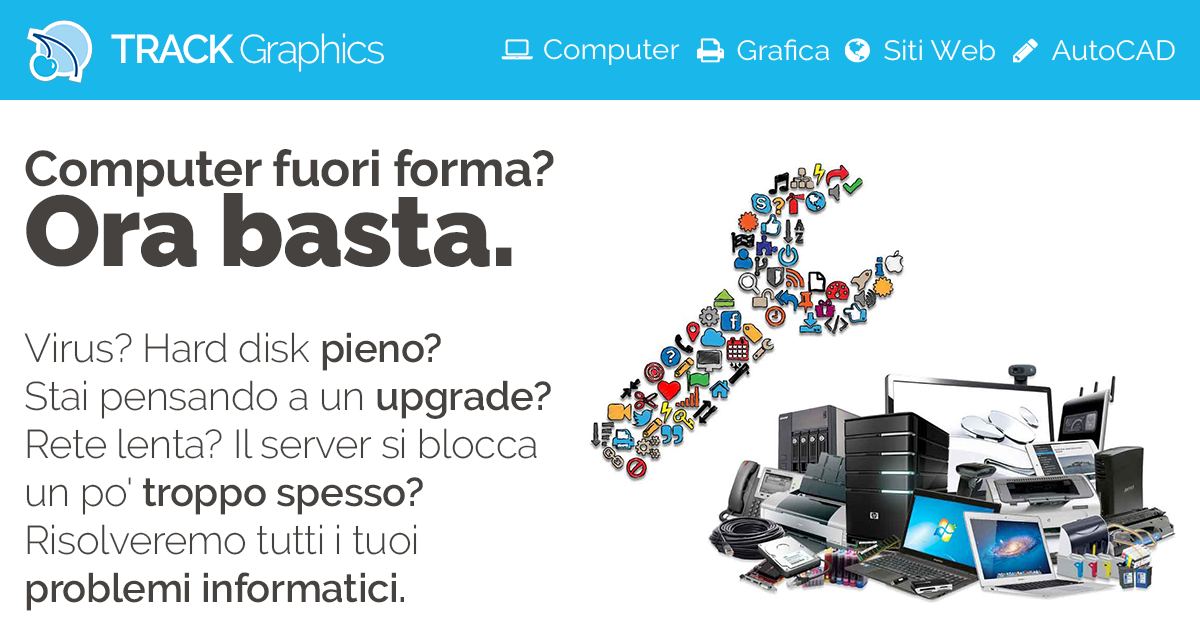 TRACK Graphics
Computer Grafica Siti Web AutoCAD
Computer fuori forma?
Ora basta.
Virus? Hard disk pieno?
Stai pensando a un upgrade?
Rete lenta? Il server si blocca
un po' troppo spesso?
Risolveremo tutti i tuoi
problemi informatici.